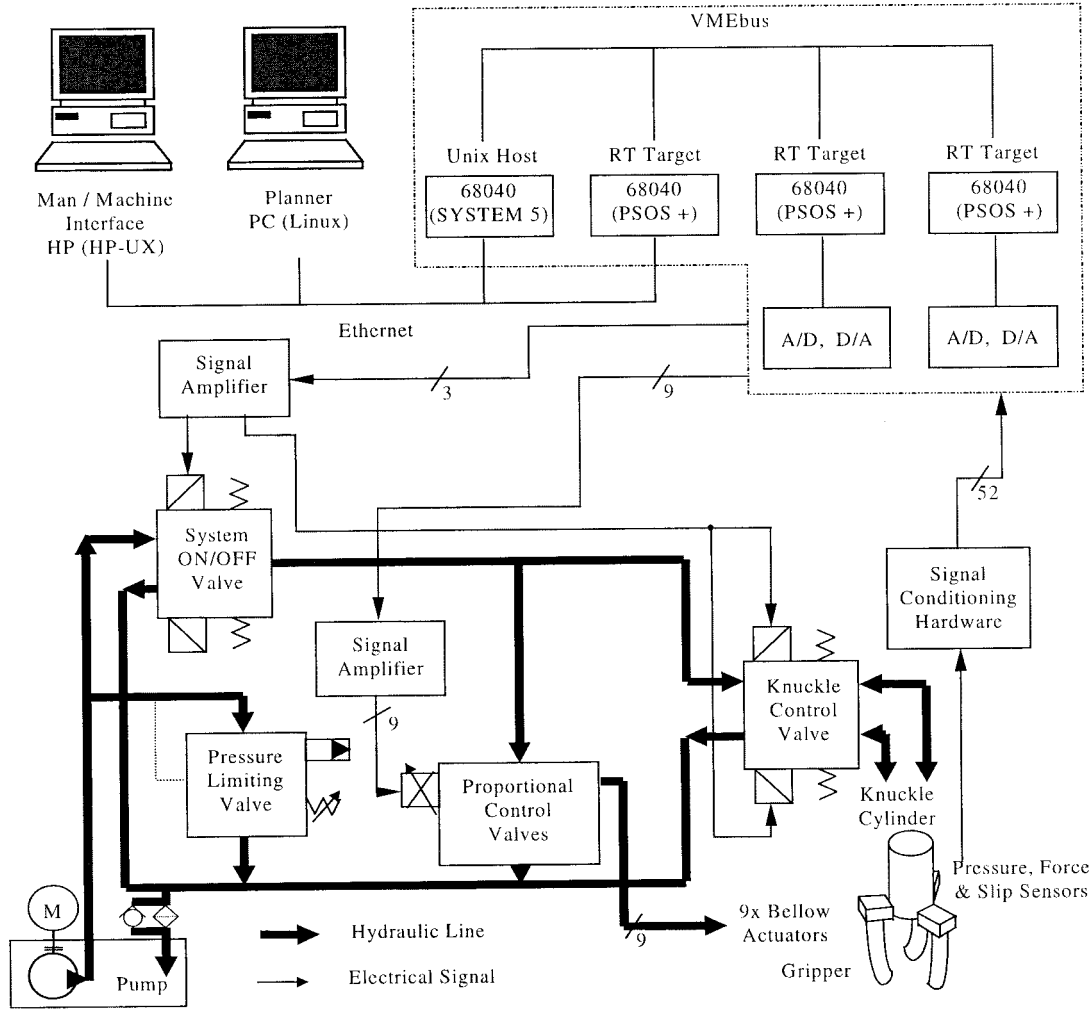 VMEbus
Unix Host
RT Target
RT Target
RT Target
68040
(SYSTEM 5)
68040
(PSOS +)
68040
(PSOS +)
68040
(PSOS +)
Man / Machine
Interface
HP (HP-UX)
Planner
PC (Linux)
Ethernet
A/D, D/A
A/D, D/A
Signal
Amplifier
3
9
52
System
ON/OFF
Valve
Signal
Conditioning
Hardware
Signal
Amplifier
9
Knuckle
Control
Valve
Pressure
Limiting
Valve
Proportional
Control
Valves
Knuckle
Cylinder
Pressure, Force
& Slip Sensors
M
Pump
Hydraulic Line
Electrical Signal
9
9x Bellow
Actuators
Gripper